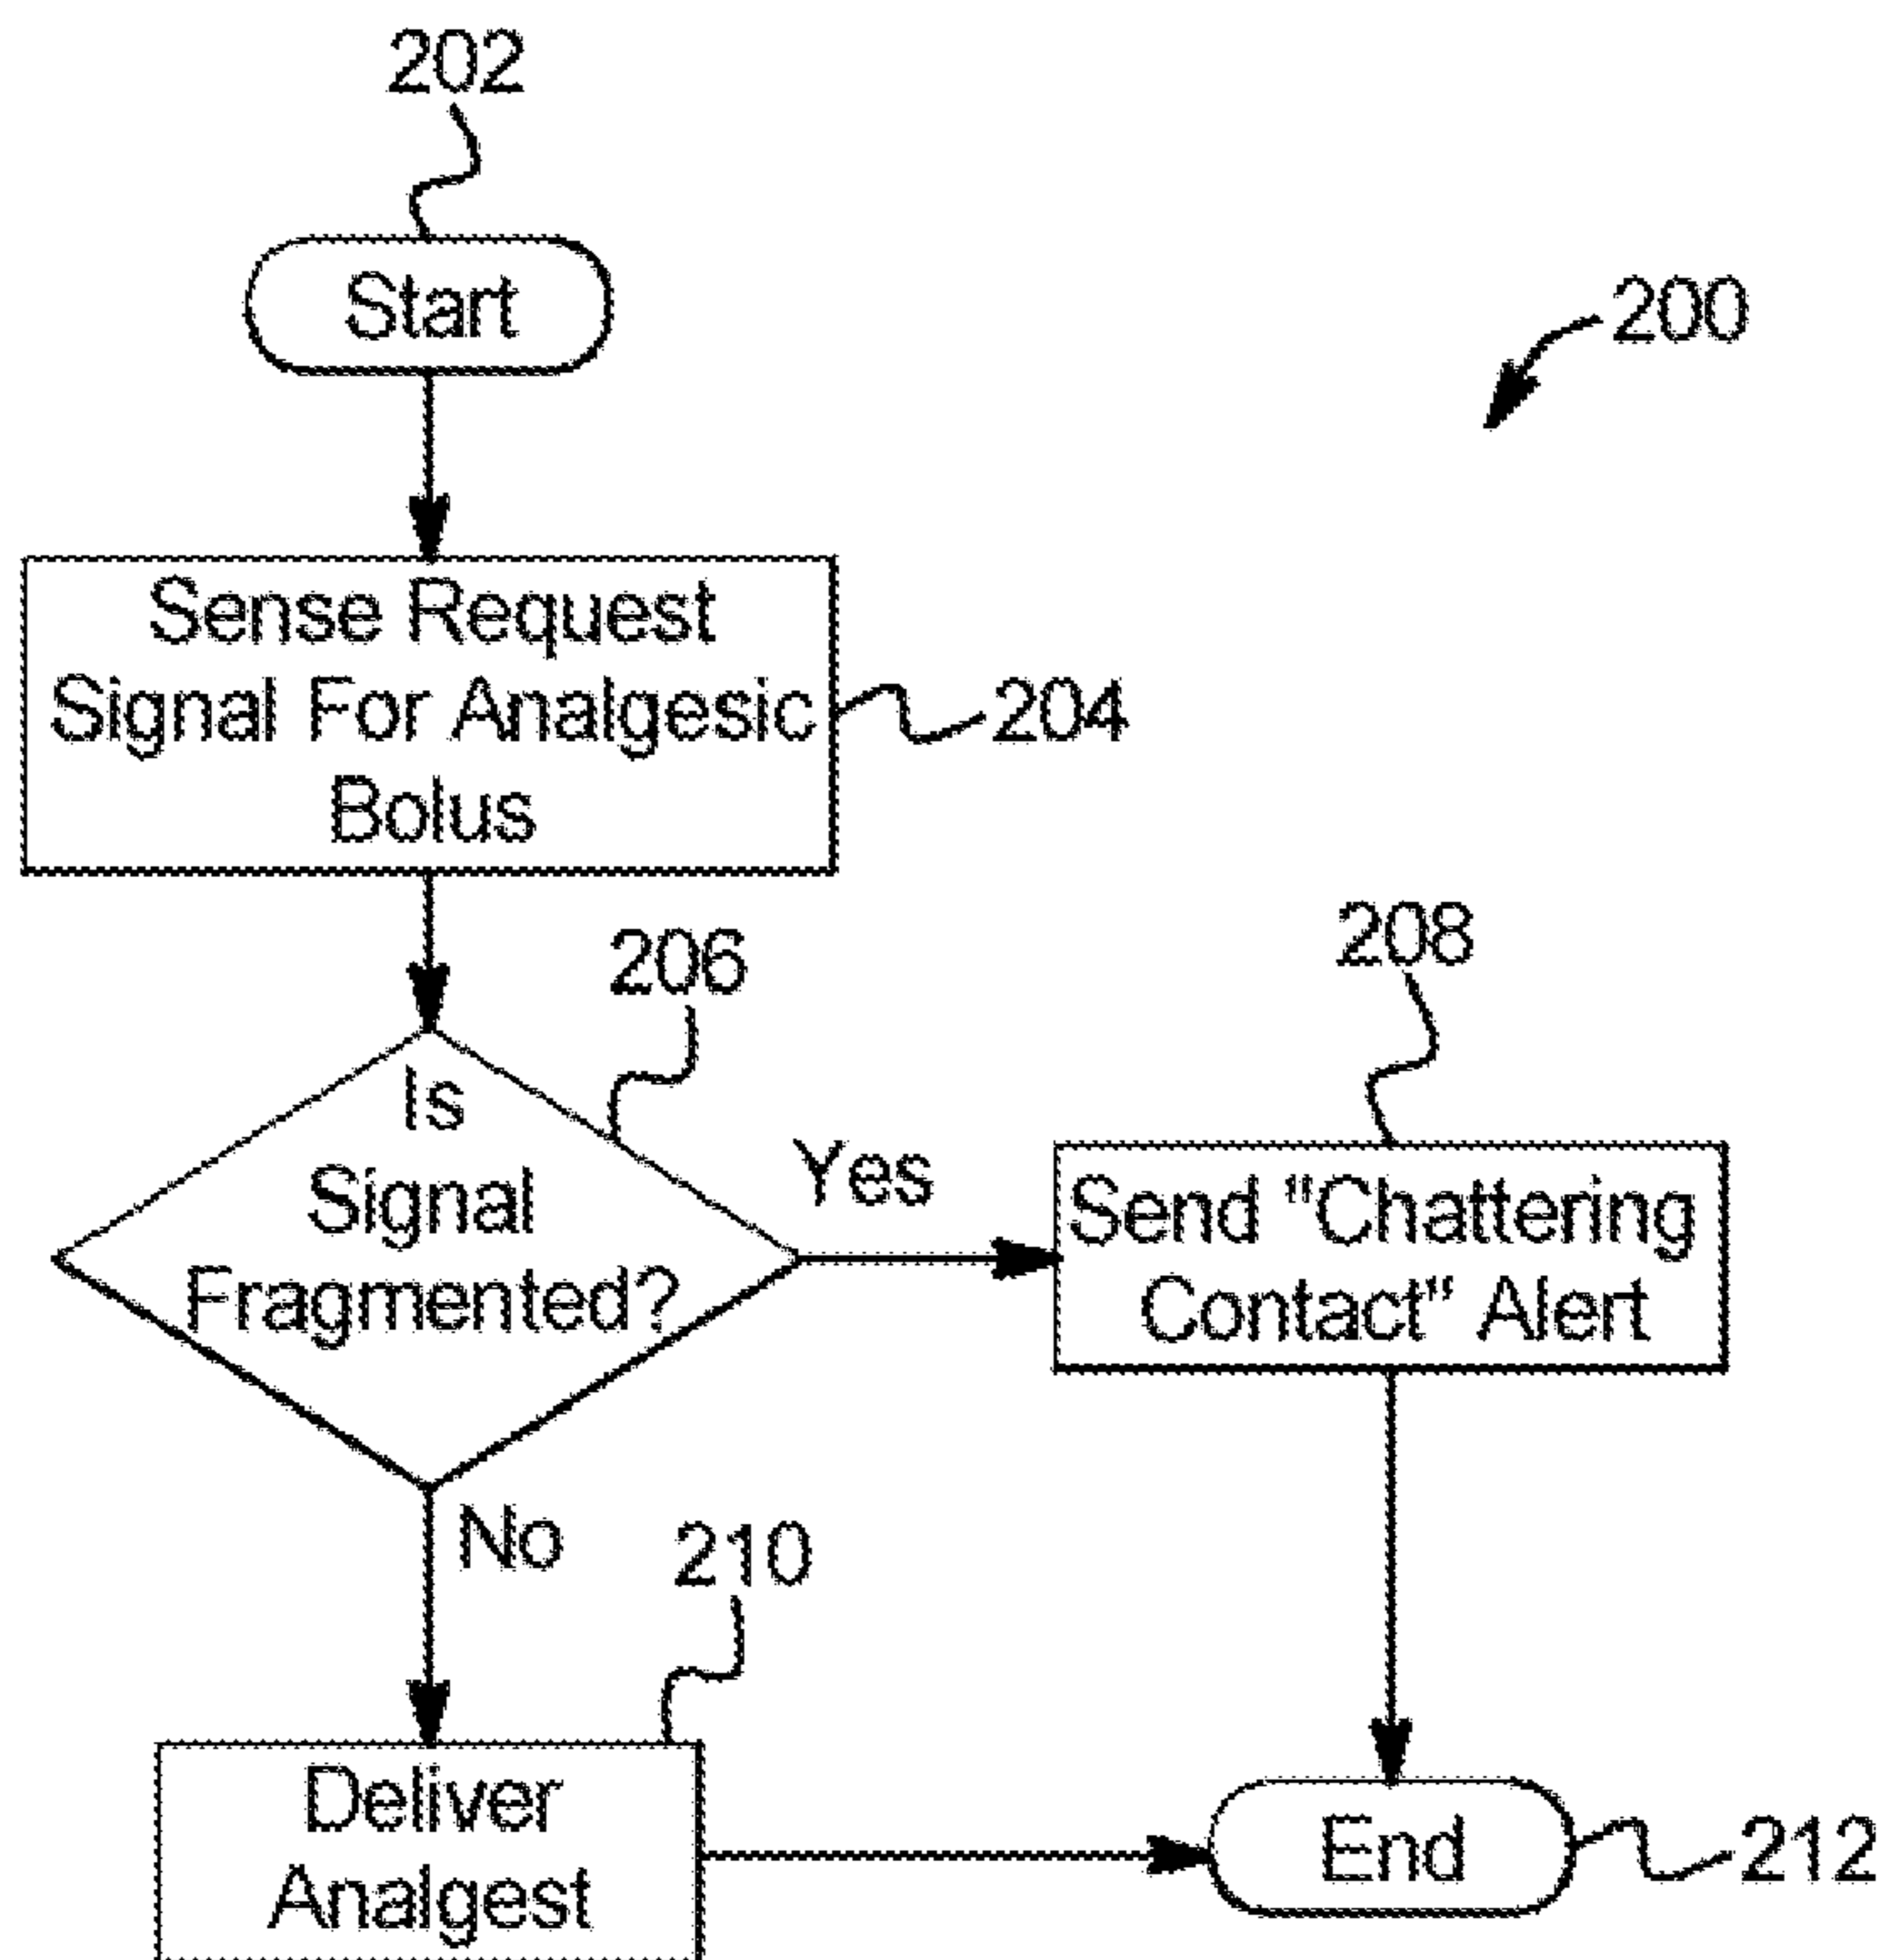 202
Start
200
Sense Request
Signal For Analgesic
Bolus
204
206
208
Is
Signal
Fragmented?
Yes
Send "Chattering
Contact" Alert
No
210
Deliver
Analgest
End
212